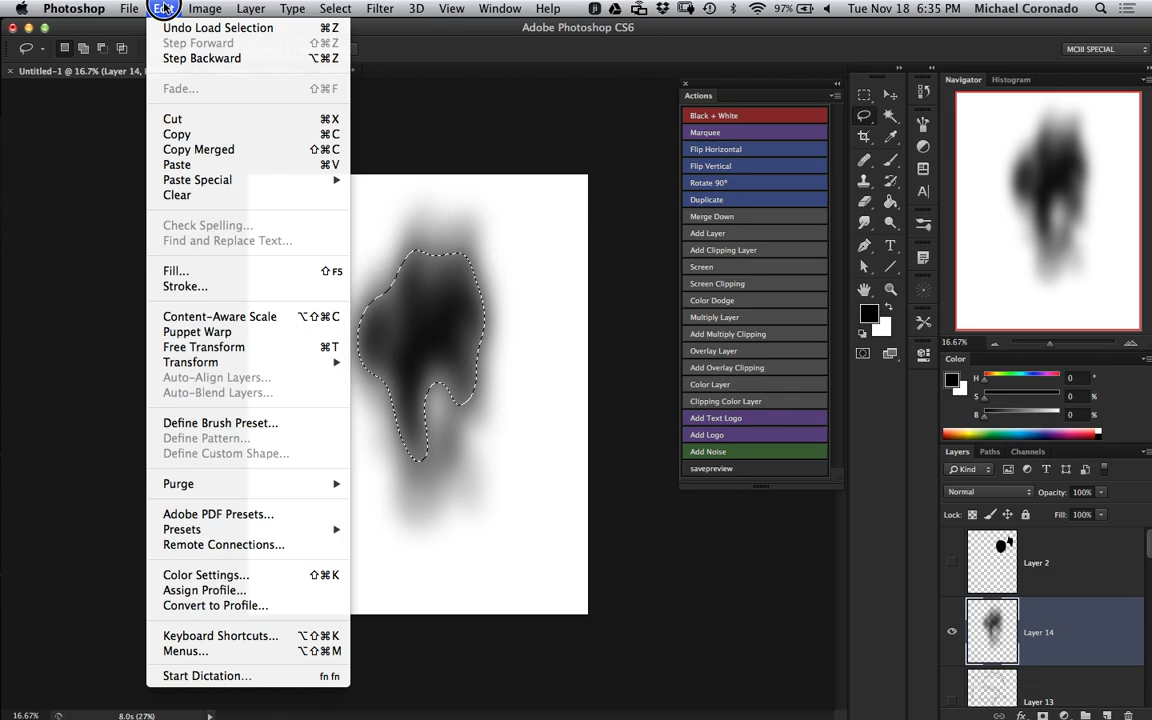 Photoshop File Edit Image Layer Type Select Filter 3D View Window Help 97% Tue Nov 18 6:35 PM Michael Coronado
Adobe Photoshop CS6
MCIII SPECIAL
Untitled-1 @ 16.7% (Layer 14,
Undo Load Selection ⌘Z
Step Forward ⇧⌘Z
Step Backward ⌥⌘Z
Fade... ⇧⌘F
Cut ⌘X
Copy ⌘C
Copy Merged ⇧⌘C
Paste ⌘V
Paste Special
Clear
Check Spelling...
Find and Replace Text...
Fill... ⇧F5
Stroke...
Content-Aware Scale ⌥⇧⌘C
Puppet Warp
Free Transform ⌘T
Transform
Auto-Align Layers...
Auto-Blend Layers...
Define Brush Preset...
Define Pattern...
Define Custom Shape...
Purge
Adobe PDF Presets...
Presets
Remote Connections...
Color Settings... ⇧⌘K
Assign Profile...
Convert to Profile...
Keyboard Shortcuts... ⌥⇧⌘K
Menus... ⌥⇧⌘M
Start Dictation... fn fn
16.67% 8.0s (27%)
Actions
Black + White
Marquee
Flip Horizontal
Flip Vertical
Rotate 90°
Duplicate
Merge Down
Add Layer
Add Clipping Layer
Screen
Screen Clipping
Color Dodge
Multiply Layer
Add Multiply Clipping
Overlay Layer
Add Overlay Clipping
Color Layer
Clipping Color Layer
Add Text Logo
Add Logo
Add Noise
savepreview
Navigator Histogram
16.67%
Color
H 0 °
S 0 %
B 0 %
Layers Paths Channels
Kind
Normal Opacity: 100%
Lock: Fill: 100%
Layer 2
Layer 14
Layer 13